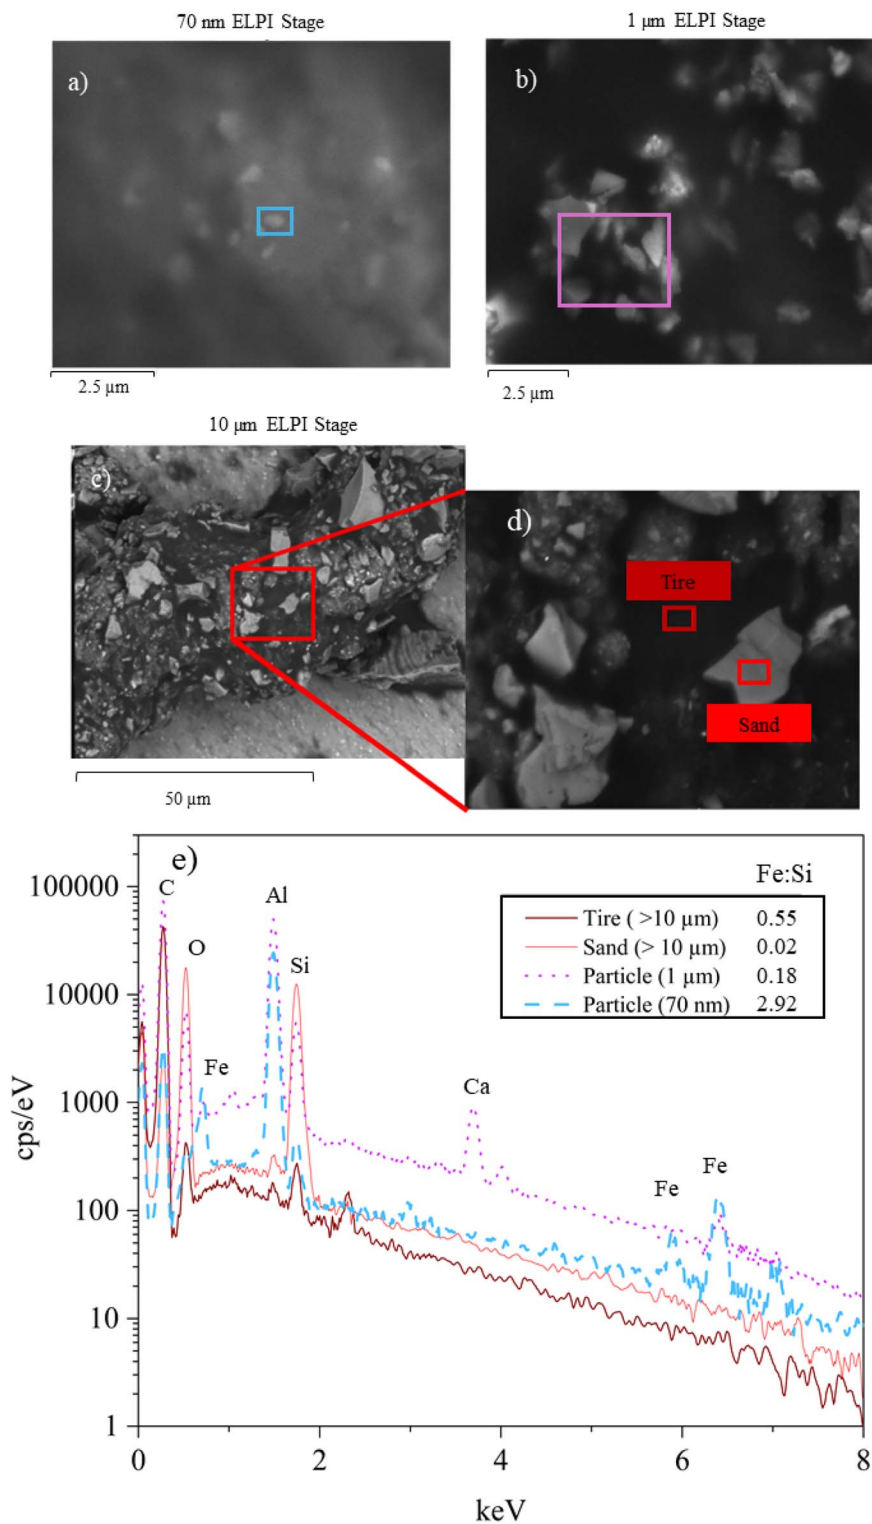 70 nm ELPI Stage
1 µm ELPI Stage
a)
b)
2.5 µm
2.5 µm
10 µm ELPI Stage
c)
d)
Tire
Sand
50 µm
e)
Fe:Si
Tire ( >10 µm) 0.55
Sand (> 10 µm) 0.02
Particle (1 µm) 0.18
Particle (70 nm) 2.92
C
O
Fe
Al
Si
Ca
Fe
Fe
100000
10000
1000
100
10
1
cps/eV
0 2 4 6 8
keV